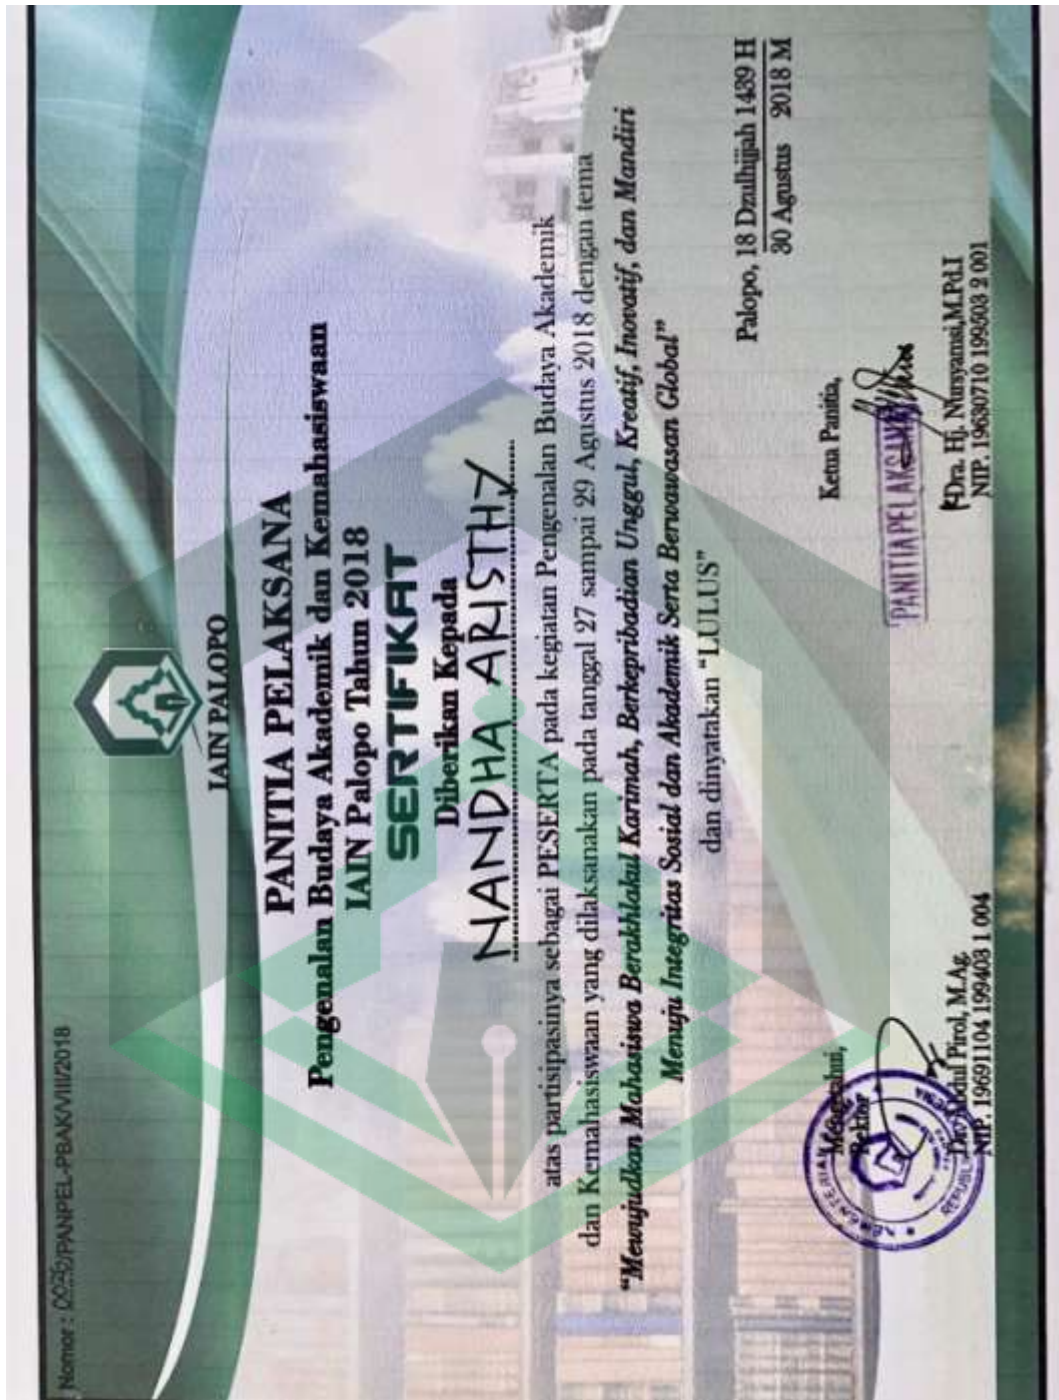 Nomor : /PANPEL-PBAK/VIII/2018
IAIN PALOPO
PANITIA PELAKSANA
Pengenalan Budaya Akademik dan Kemahasiswaan
IAIN Palopo Tahun 2018
SERTIFIKAT
Diberikan Kepada
NANDHA ARISTHY
atas partisipasinya sebagai PESERTA pada kegiatan Pengenalan Budaya Akademik
dan Kemahasiswaan yang dilaksanakan pada tanggal 27 sampai 29 Agustus 2018 dengan tema
“Mewujudkan Mahasiswa Berakhlakul Karimah, Berkepribadian Unggul, Kreatif, Inovatif, dan Mandiri
Menuju Integritas Sosial dan Akademik Serta Berwawasan Global”
dan dinyatakan “LULUS”
Palopo, 18 Dzulhijjah 1439 H
30 Agustus 2018 M
Mengetahui,
Rektor
Ketua Panitia,
PANITIA PELAKSANA
Abdul Pirol, M.Ag.
NIP. 19691104 199403 1 004
Dra. Hj. Nursyamsi,M.Pd.I
NIP. 19630710 199503 2 001